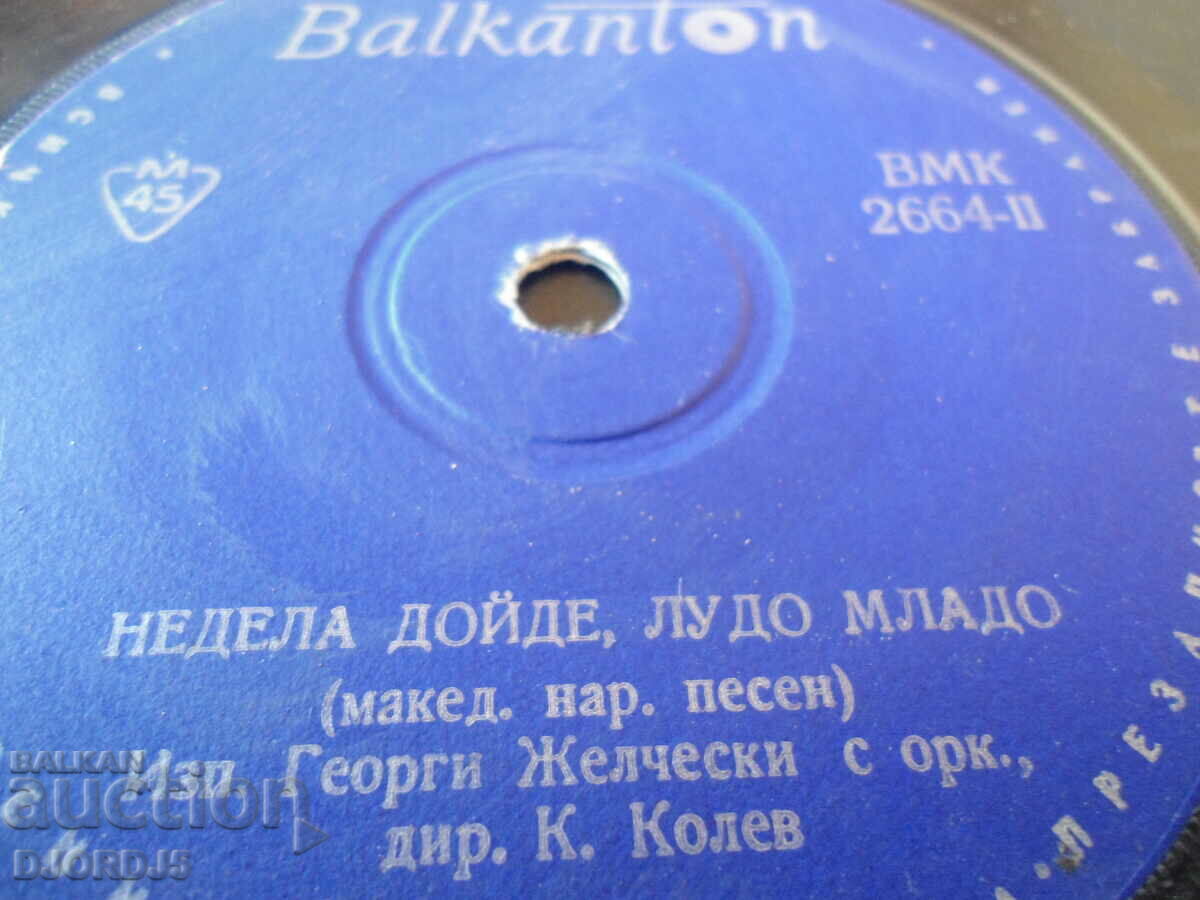 Balkanton
M
45
ВМК
2664-II
НЕДЕЛА ДОЙДЕ, ЛУДО МЛАДО
(макед. нар. песен)
Изп. Георги Желчески с орк.,
дир. К. Колев
BALKAN
auction
DJORDJ5